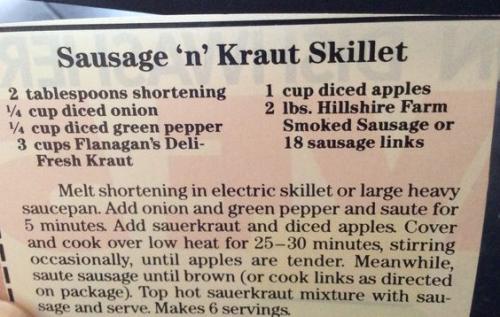 Sausage 'n' Kraut Skillet
2 tablespoons shortening
¼ cup diced onion
¼ cup diced green pepper
3 cups Flanagan's Deli-
Fresh Kraut
1 cup diced apples
2 lbs. Hillshire Farm
Smoked Sausage or
18 sausage links
Melt shortening in electric skillet or large heavy
saucepan. Add onion and green pepper and saute for
5 minutes. Add sauerkraut and diced apples. Cover
and cook over low heat for 25–30 minutes, stirring
occasionally, until apples are tender. Meanwhile,
saute sausage until brown (or cook links as directed
on package). Top hot sauerkraut mixture with sau-
sage and serve. Makes 6 servings.